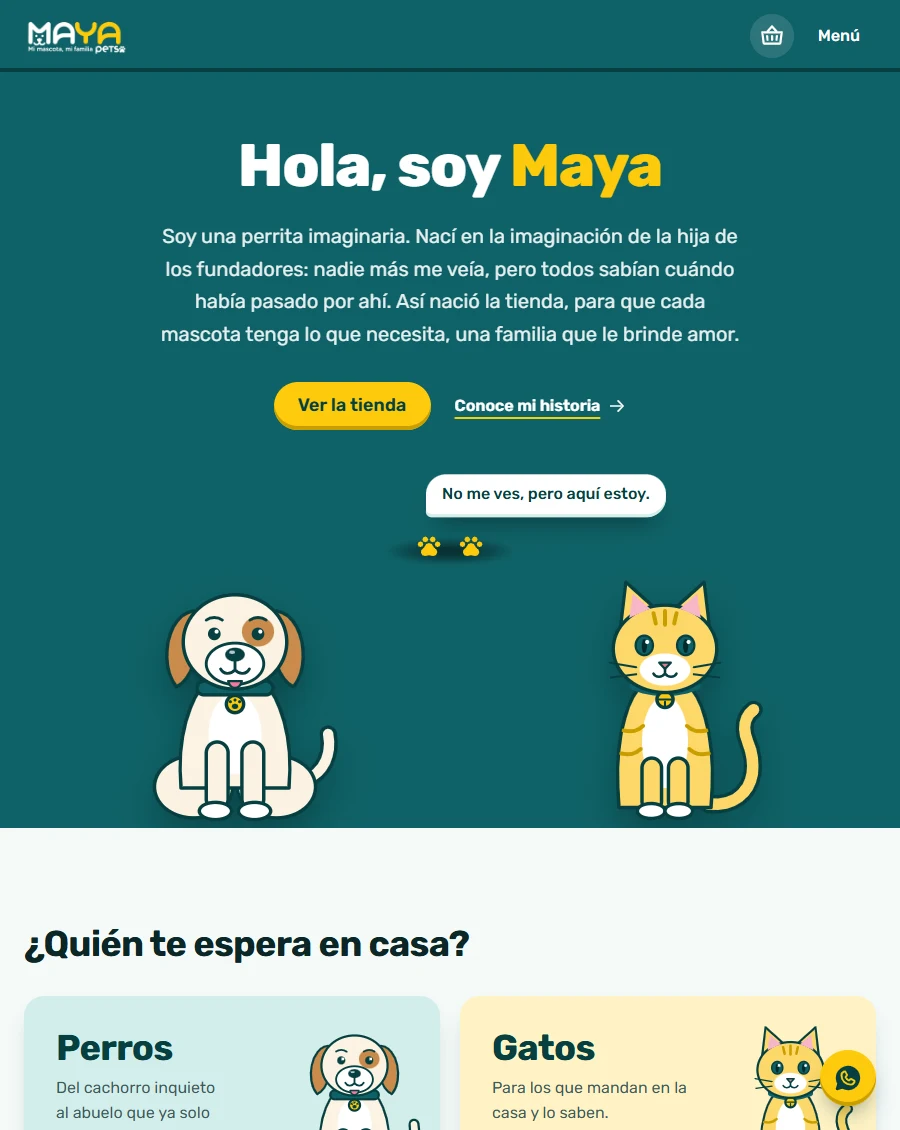 MAYA
Mi mascota, mi familia pets
Menú
Hola, soy Maya
Soy una perrita imaginaria. Nací en la imaginación de la hija de
los fundadores: nadie más me veía, pero todos sabían cuándo
había pasado por ahí. Así nació la tienda, para que cada
mascota tenga lo que necesita, una familia que le brinde amor.
Ver la tienda
Conoce mi historia →
No me ves, pero aquí estoy.
¿Quién te espera en casa?
Perros
Del cachorro inquieto
al abuelo que ya solo
Gatos
Para los que mandan en la
casa y lo saben.